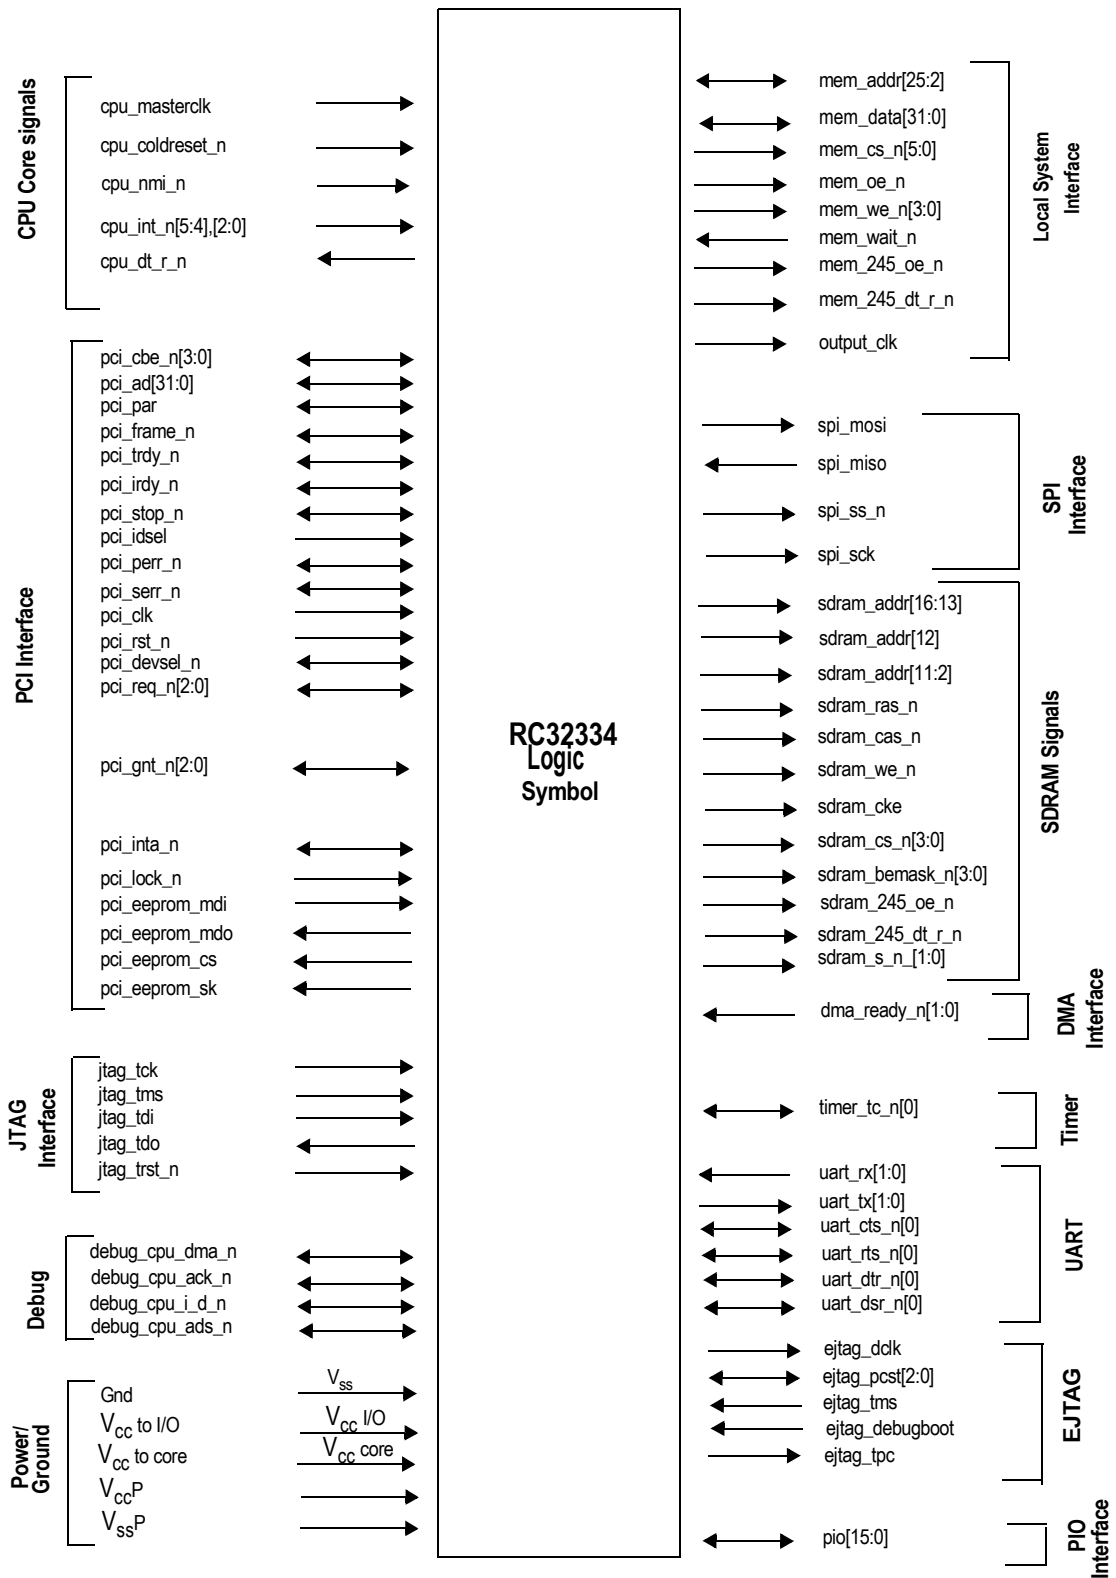 CPU Core signals
cpu_masterclk
cpu_coldreset_n
cpu_nmi_n
cpu_int_n[5:4],[2:0]
cpu_dt_r_n
PCI Interface
pci_cbe_n[3:0]
pci_ad[31:0]
pci_par
pci_frame_n
pci_trdy_n
pci_irdy_n
pci_stop_n
pci_idsel
pci_perr_n
pci_serr_n
pci_clk
pci_rst_n
pci_devsel_n
pci_req_n[2:0]
pci_gnt_n[2:0]
pci_inta_n
pci_lock_n
pci_eeprom_mdi
pci_eeprom_mdo
pci_eeprom_cs
pci_eeprom_sk
JTAG
Interface
jtag_tck
jtag_tms
jtag_tdi
jtag_tdo
jtag_trst_n
Debug
debug_cpu_dma_n
debug_cpu_ack_n
debug_cpu_i_d_n
debug_cpu_ads_n
Power/
Ground
Gnd
Vss
Vcc to I/O
Vcc I/O
Vcc to core
Vcc core
VccP
VssP
RC32334
Logic
Symbol
mem_addr[25:2]
mem_data[31:0]
mem_cs_n[5:0]
mem_oe_n
mem_we_n[3:0]
mem_wait_n
mem_245_oe_n
mem_245_dt_r_n
output_clk
Local System
Interface
spi_mosi
spi_miso
spi_ss_n
spi_sck
SPI
Interface
sdram_addr[16:13]
sdram_addr[12]
sdram_addr[11:2]
sdram_ras_n
sdram_cas_n
sdram_we_n
sdram_cke
sdram_cs_n[3:0]
sdram_bemask_n[3:0]
sdram_245_oe_n
sdram_245_dt_r_n
sdram_s_n_[1:0]
SDRAM Signals
dma_ready_n[1:0]
DMA
Interface
timer_tc_n[0]
Timer
uart_rx[1:0]
uart_tx[1:0]
uart_cts_n[0]
uart_rts_n[0]
uart_dtr_n[0]
uart_dsr_n[0]
UART
ejtag_dclk
ejtag_pcst[2:0]
ejtag_tms
ejtag_debugboot
ejtag_tpc
EJTAG
pio[15:0]
PIO
Interface